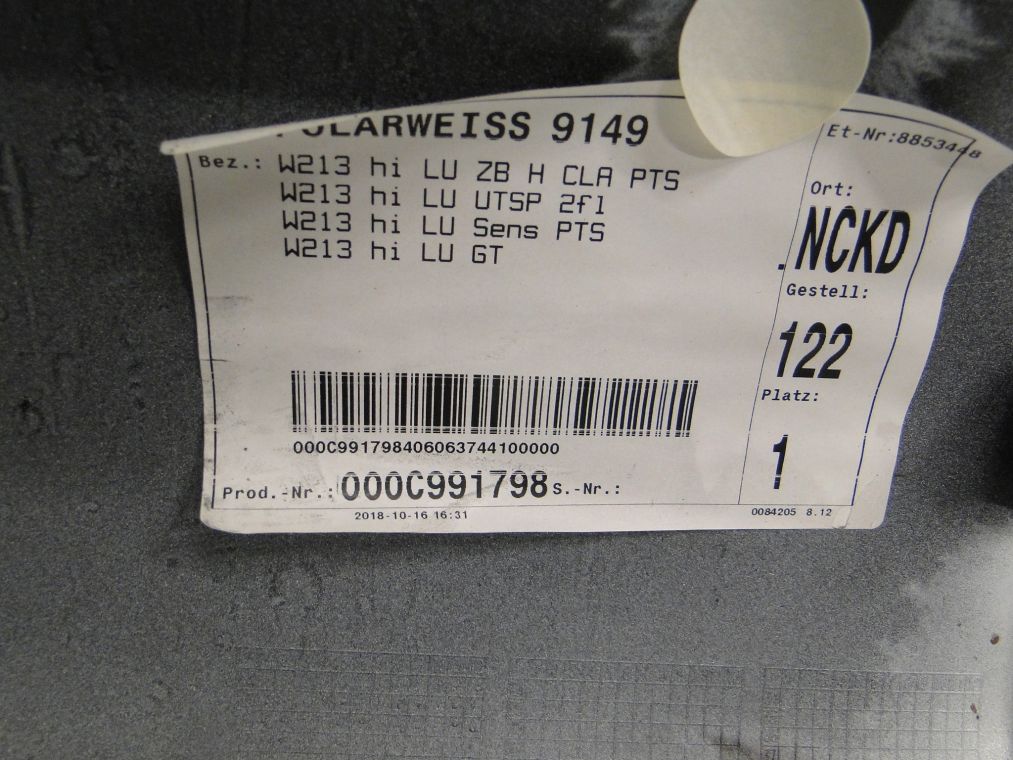 POLARWEISS 9149
Et-Nr:8853448
Bez.: W213 hi LU ZB H CLA PTS
W213 hi LU UTSP 2fl
W213 hi LU Sens PTS
W213 hi LU GT
Ort:
NCKD
Gestell:
122
Platz:
1
000C991798406063744100000
Prod.-Nr.: 000C991798 S.-Nr.:
2018-10-16 16:31
0084205 8.12